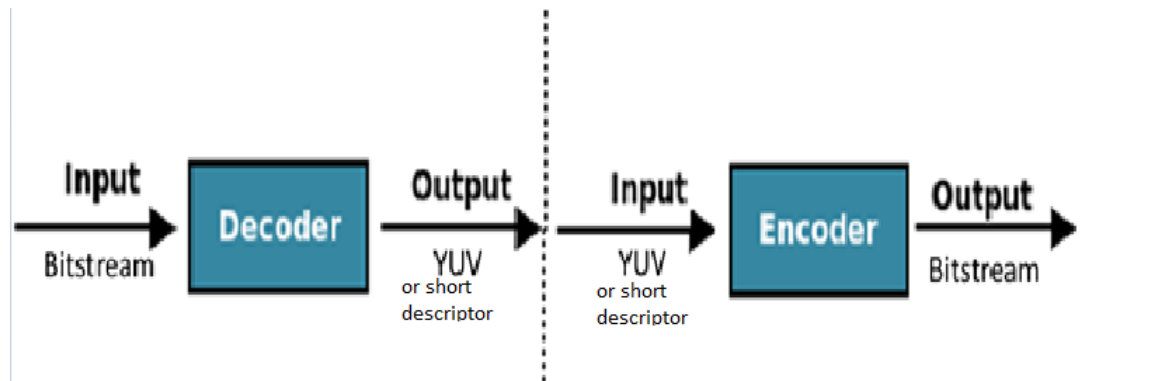 Input
Bitstream
Decoder
Output
YUV
or short
descriptor
Input
YUV
or short
descriptor
Encoder
Output
Bitstream